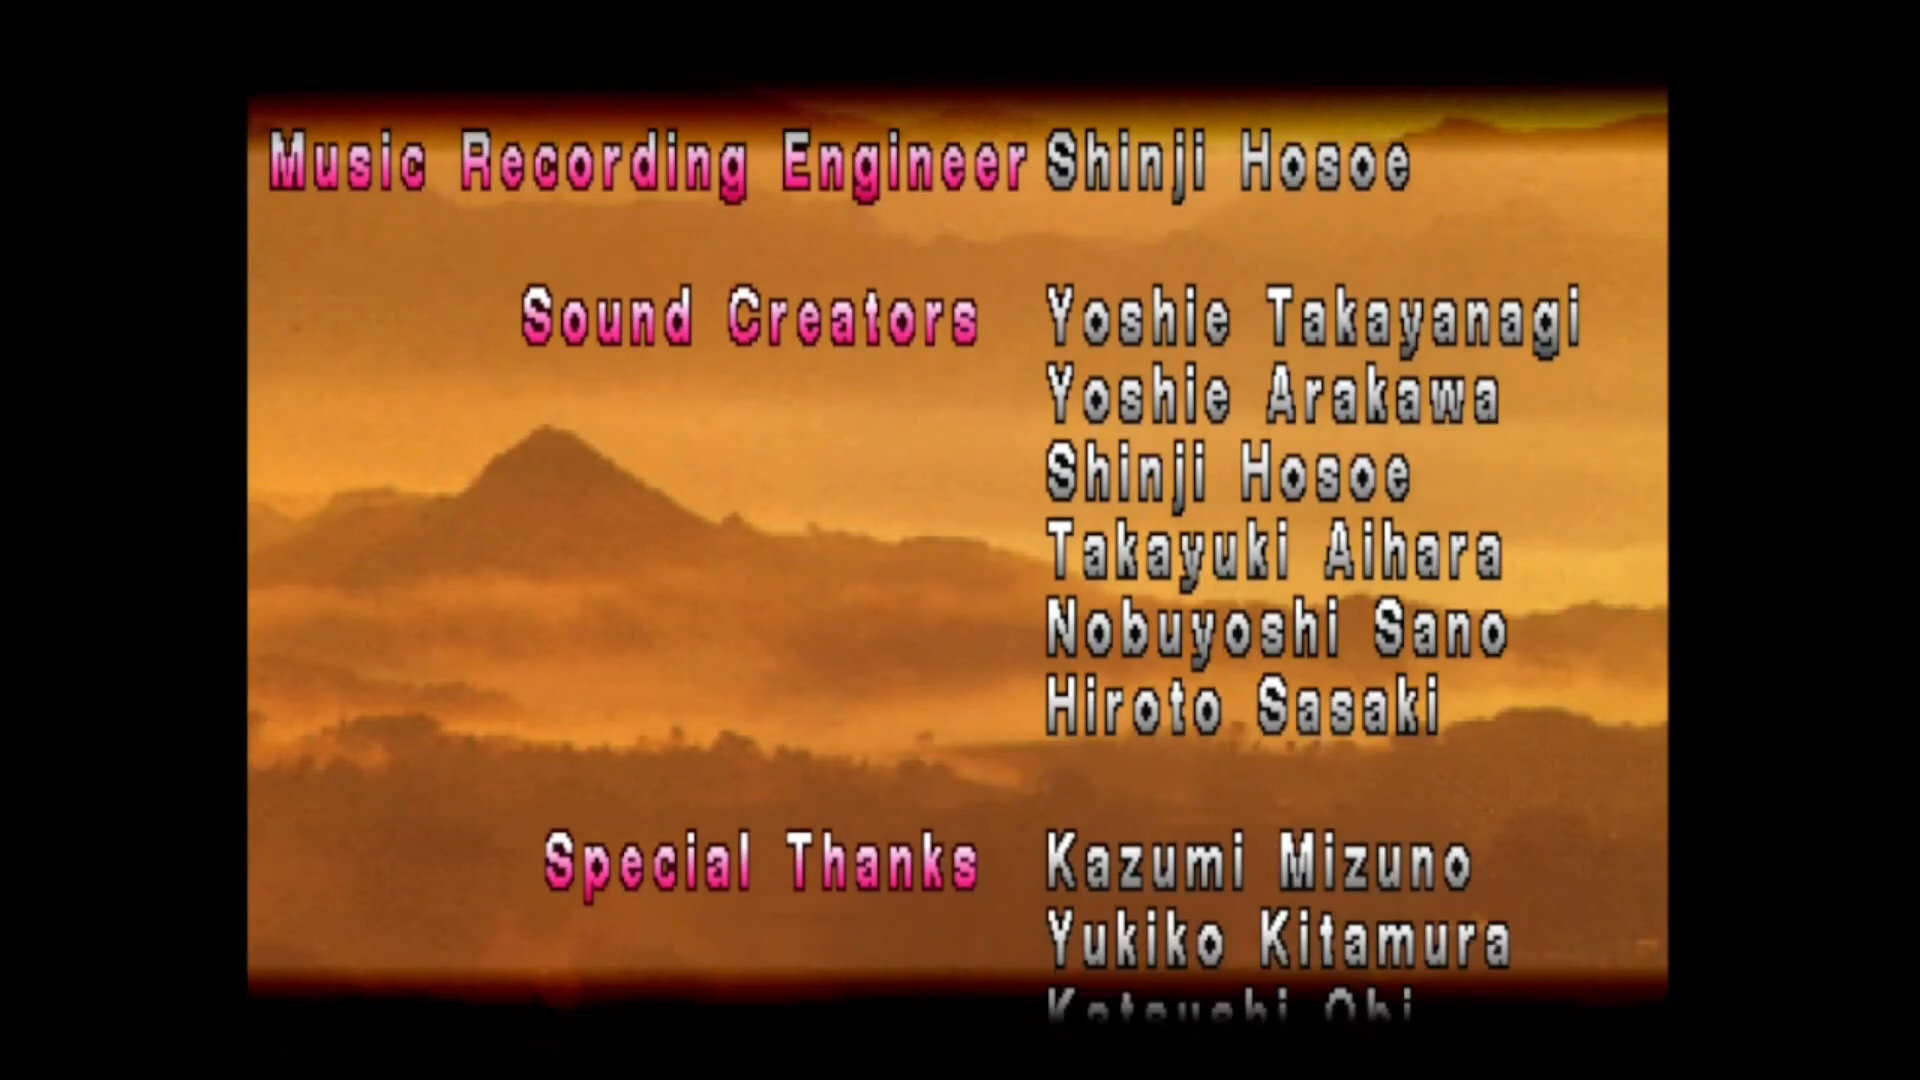 Music Recording Engineer Shinji Hosoe
Sound Creators Yoshie Takayanagi
Yoshie Arakawa
Shinji Hosoe
Takayuki Aihara
Nobuyoshi Sano
Hiroto Sasaki
Special Thanks Kazumi Mizuno
Yukiko Kitamura